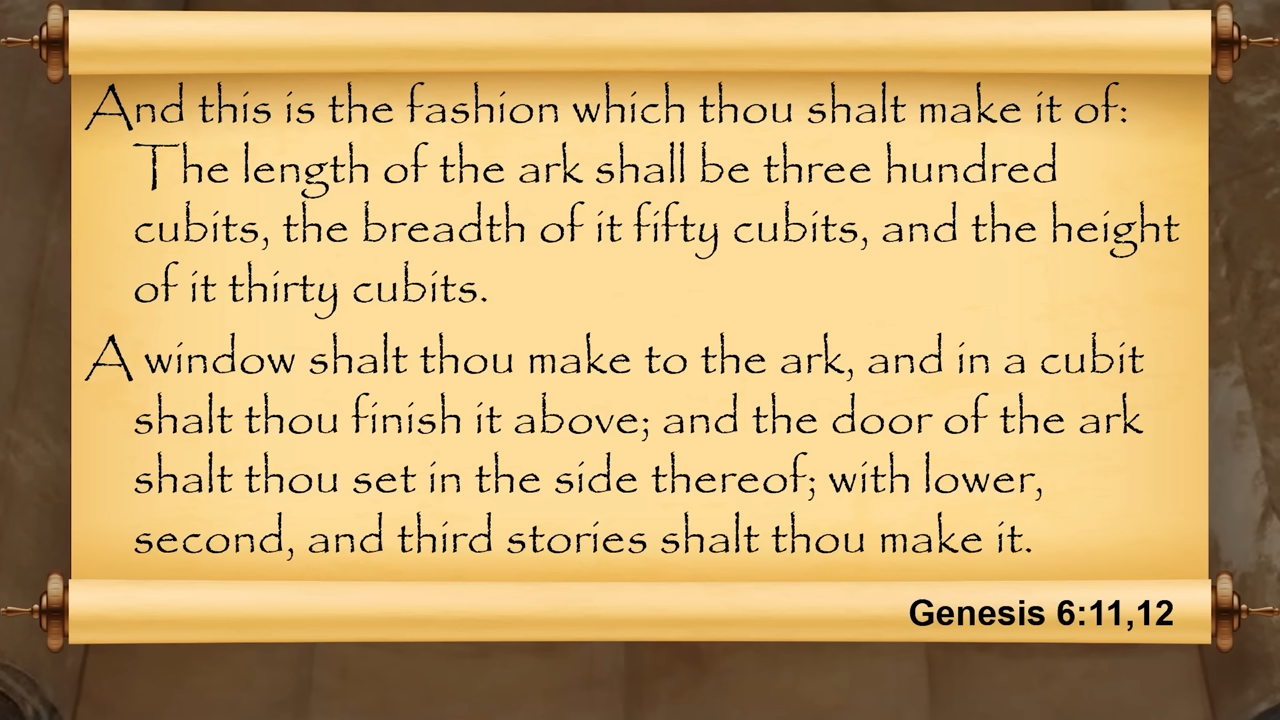 And this is the fashion which thou shalt make it of:
The length of the ark shall be three hundred
cubits, the breadth of it fifty cubits, and the height
of it thirty cubits.
A window shalt thou make to the ark, and in a cubit
shalt thou finish it above; and the door of the ark
shalt thou set in the side thereof; with lower,
second, and third stories shalt thou make it.
Genesis 6:11,12